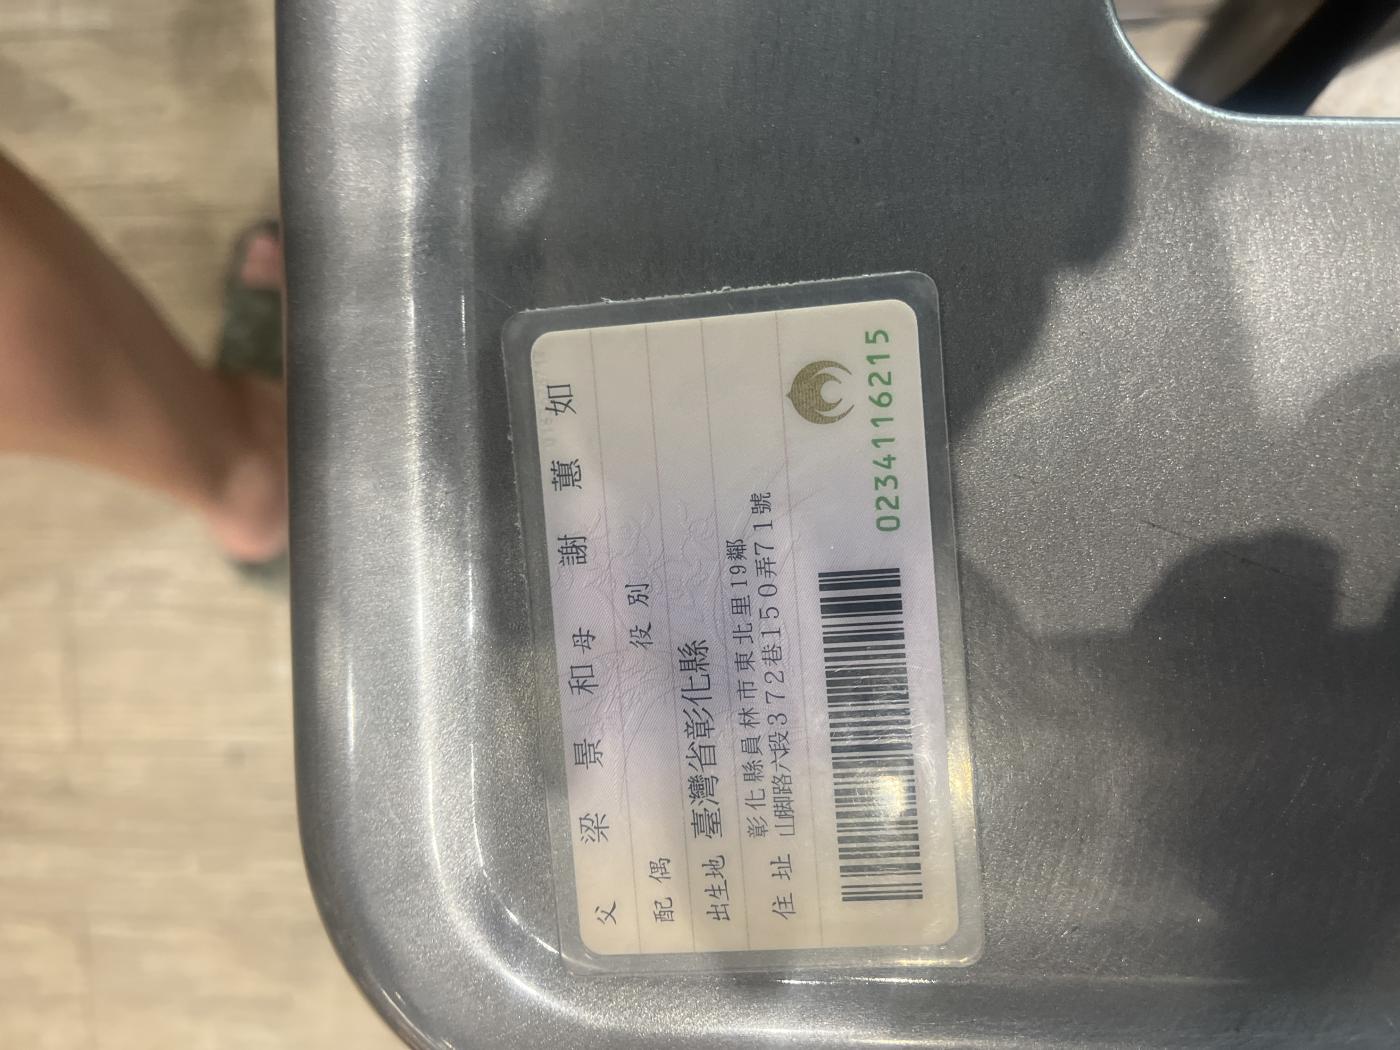 父 梁景和 母 謝蕙如
配偶 役別
出生地 臺灣省彰化縣
住址 彰化縣員林市東北里19鄰
山脚路六段372巷150弄71號
0234116215